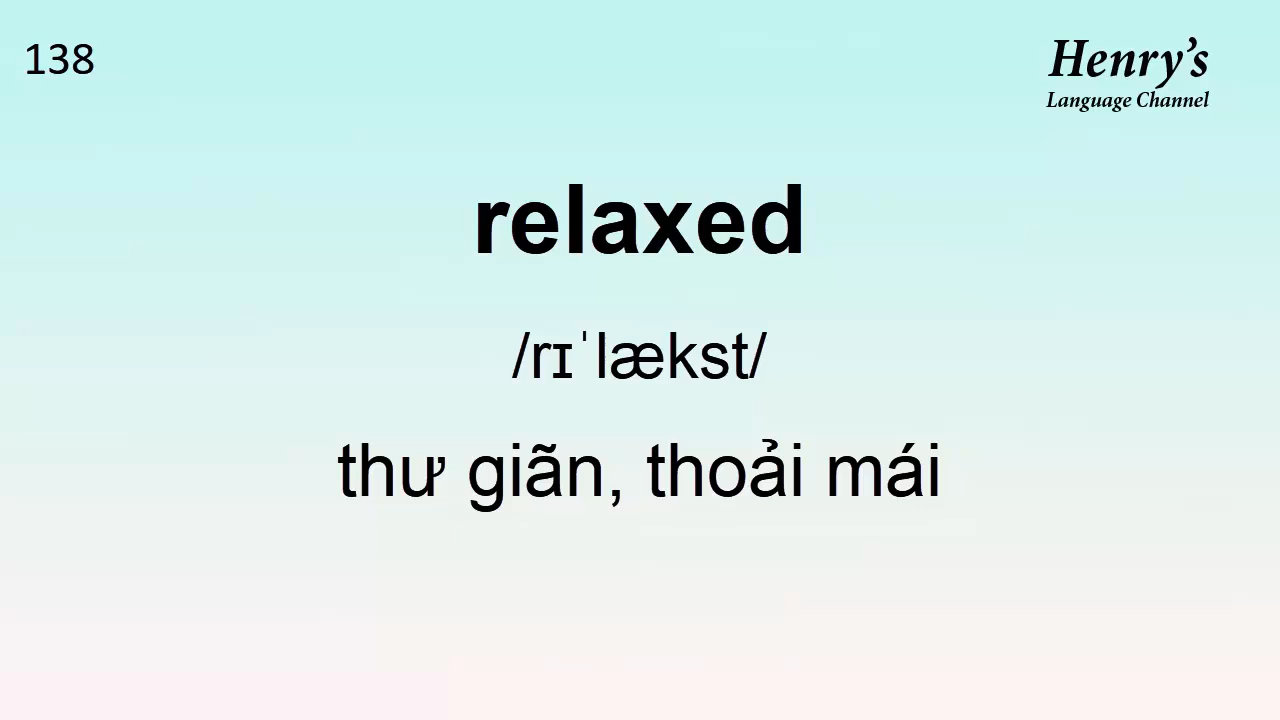 138
Henry’s
Language Channel
relaxed
/rɪˈlækst/
thư giãn, thoải mái